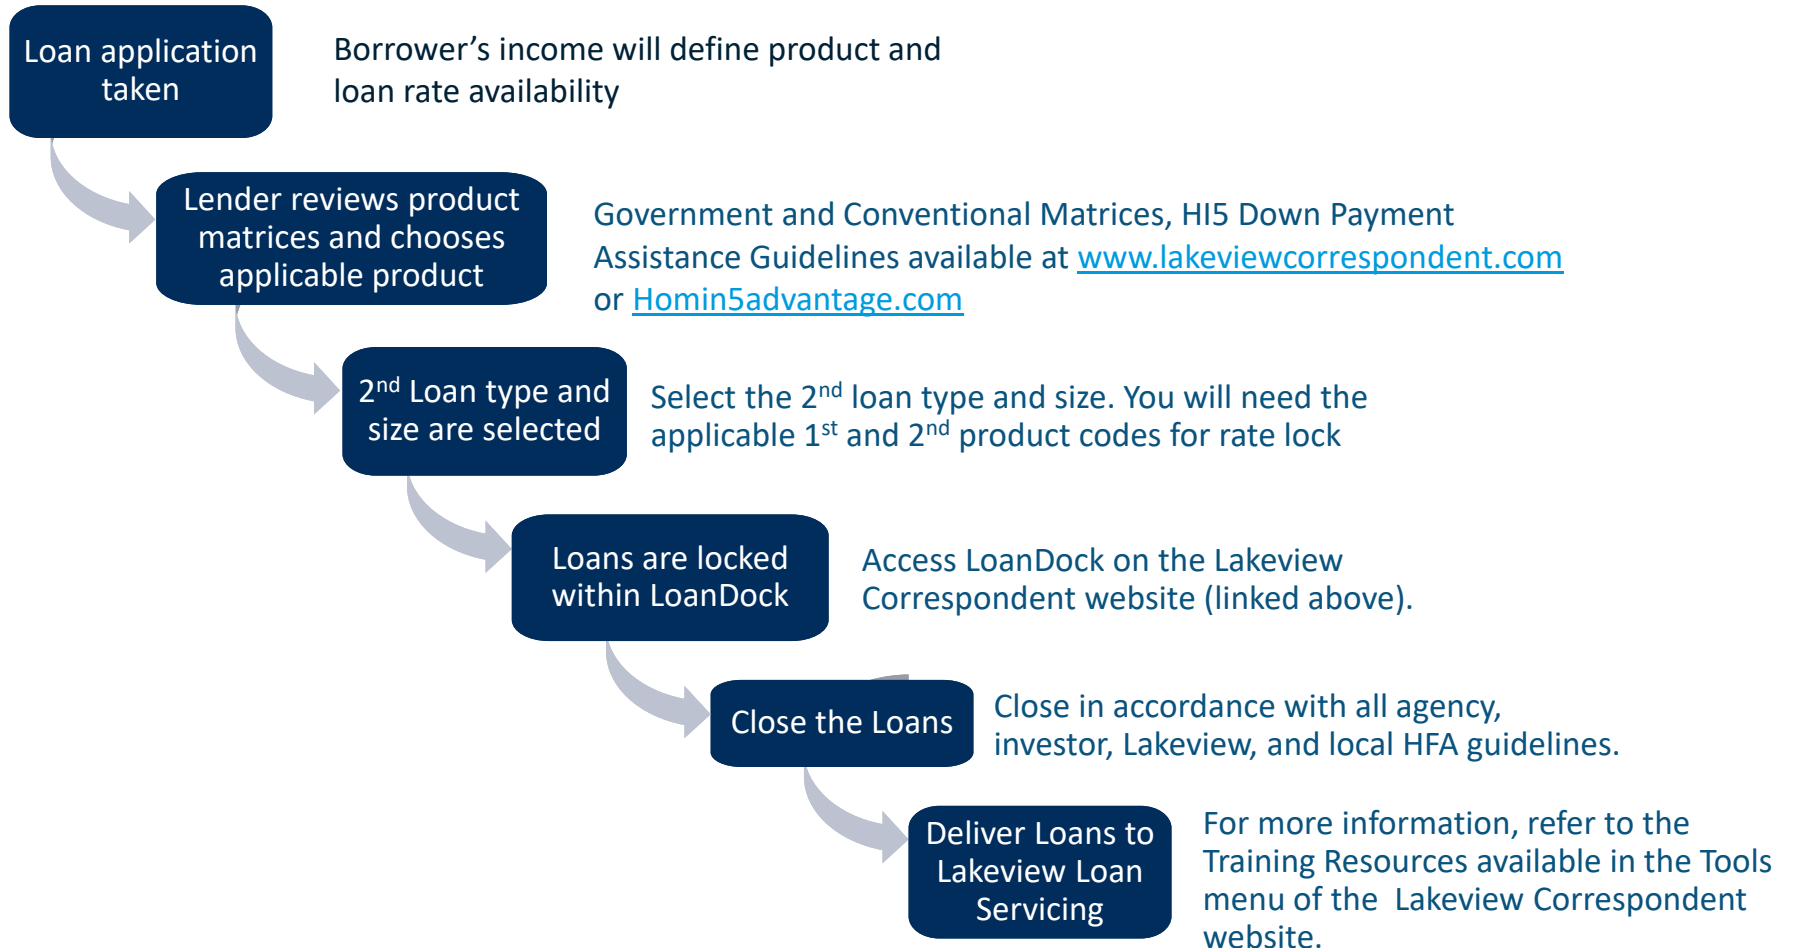 Loan application
taken
Borrower’s income will define product and
loan rate availability
Lender reviews product
matrices and chooses
applicable product
Government and Conventional Matrices, HI5 Down Payment
Assistance Guidelines available at www.lakeviewcorrespondent.com
or Homin5advantage.com
2nd Loan type and
size are selected
Select the 2nd loan type and size. You will need the
applicable 1st and 2nd product codes for rate lock
Loans are locked
within LoanDock
Access LoanDock on the Lakeview
Correspondent website (linked above).
Close the Loans
Close in accordance with all agency,
investor, Lakeview, and local HFA guidelines.
Deliver Loans to
Lakeview Loan
Servicing
For more information, refer to the
Training Resources available in the Tools
menu of the Lakeview Correspondent
website.